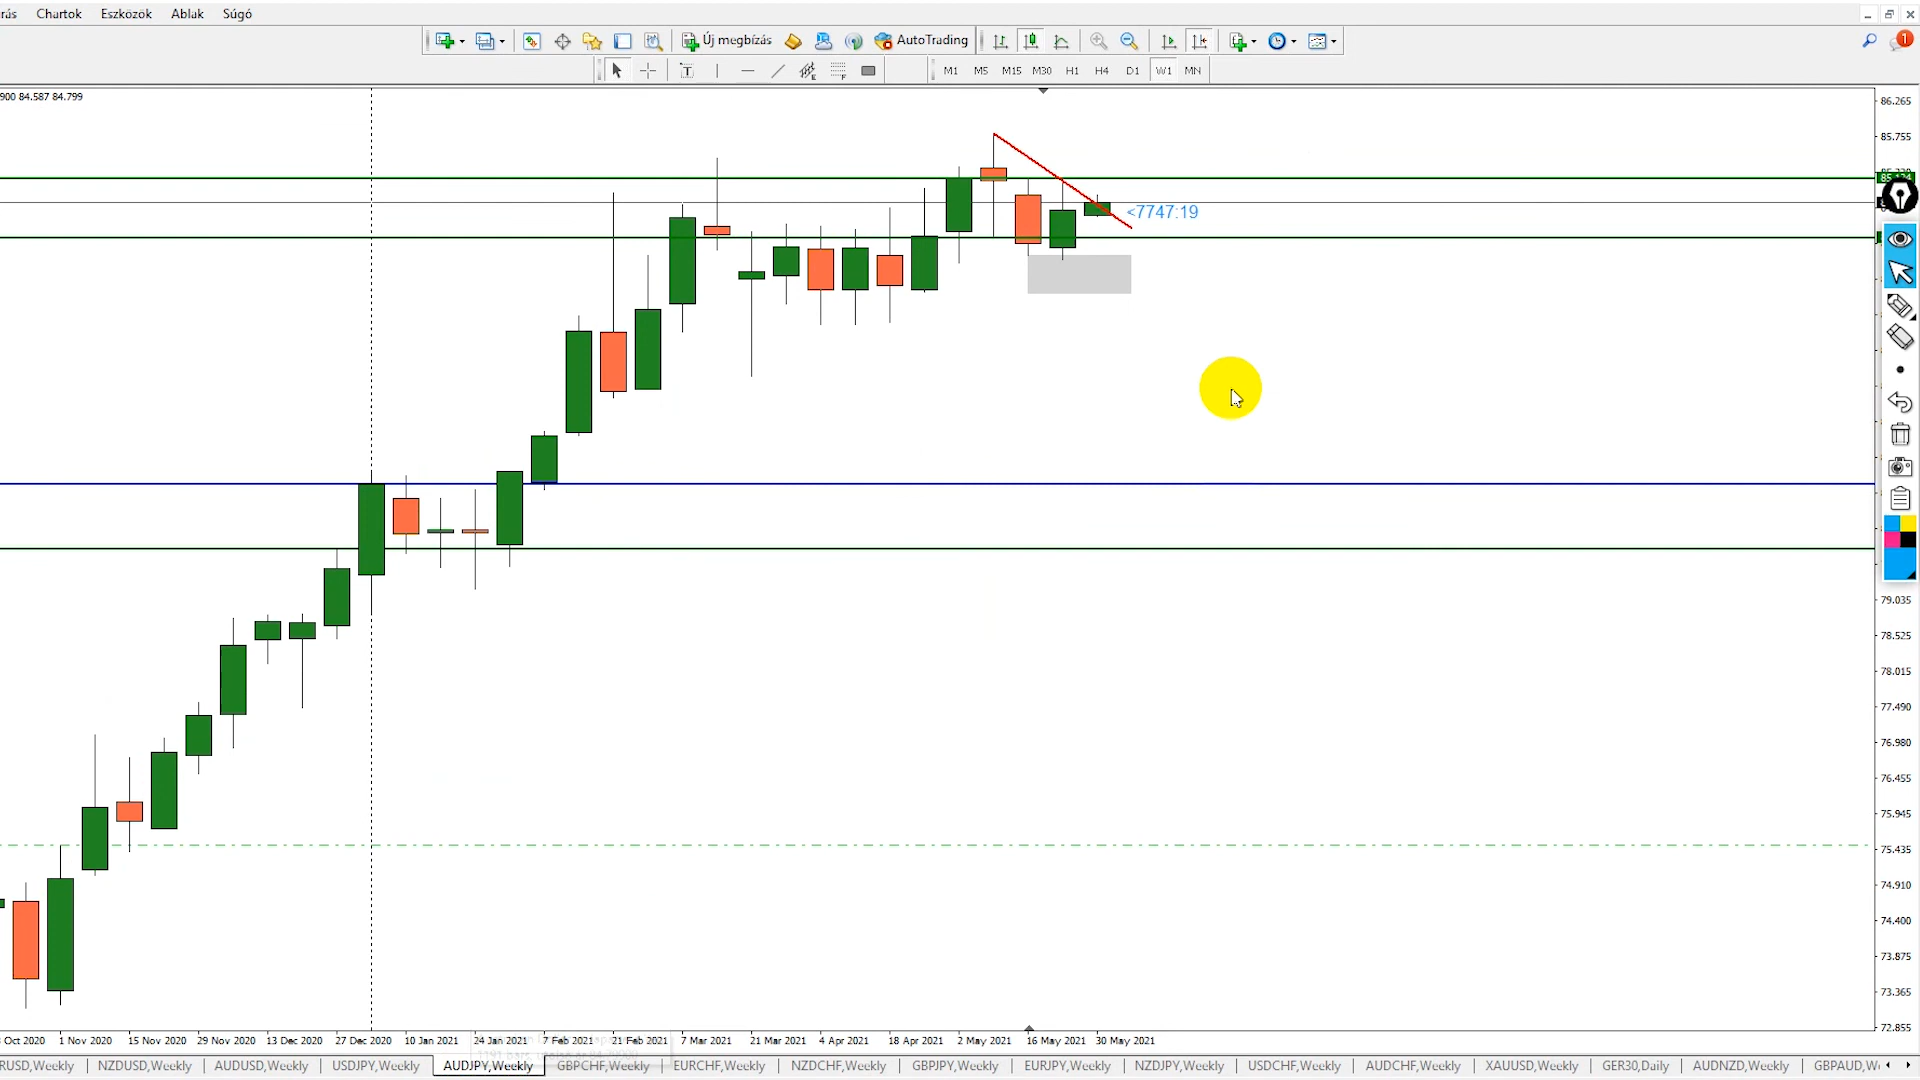 rás Chartok Eszközök Ablak Súgó
Új megbízás AutoTrading
M1 M5 M15 M30 H1 H4 D1 W1 MN
1
900 84.587 84.799
86.265
85.755
<7747:19
79.035
78.525
78.015
77.490
76.980
76.455
75.945
75.435
74.910
74.400
73.875
73.365
72.855
Oct 2020 1 Nov 2020 15 Nov 2020 29 Nov 2020 13 Dec 2020 27 Dec 2020 10 Jan 2021 24 Jan 2021 7 Feb 2021 21 Feb 2021 7 Mar 2021 21 Mar 2021 4 Apr 2021 18 Apr 2021 2 May 2021 16 May 2021 30 May 2021
RUSD,Weekly NZDUSD,Weekly AUDUSD,Weekly USDJPY,Weekly AUDJPY,Weekly GBPCHF,Weekly EURCHF,Weekly NZDCHF,Weekly GBPJPY,Weekly EURJPY,Weekly NZDJPY,Weekly USDCHF,Weekly AUDCHF,Weekly XAUUSD,Weekly GER30,Daily AUDNZD,Weekly GBPAUD,W